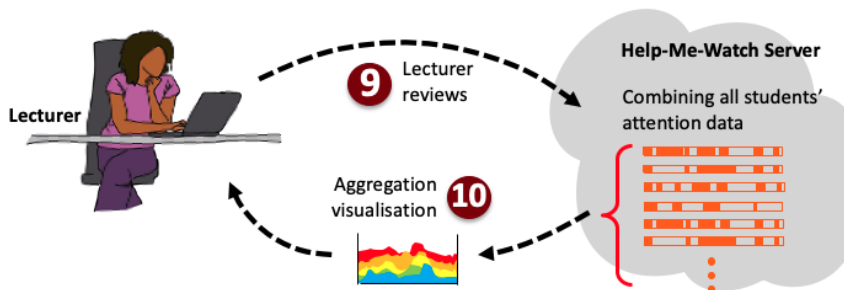 Lecturer
9
Lecturer
reviews
Help-Me-Watch Server
Combining all students'
attention data
Aggregation
visualisation
10